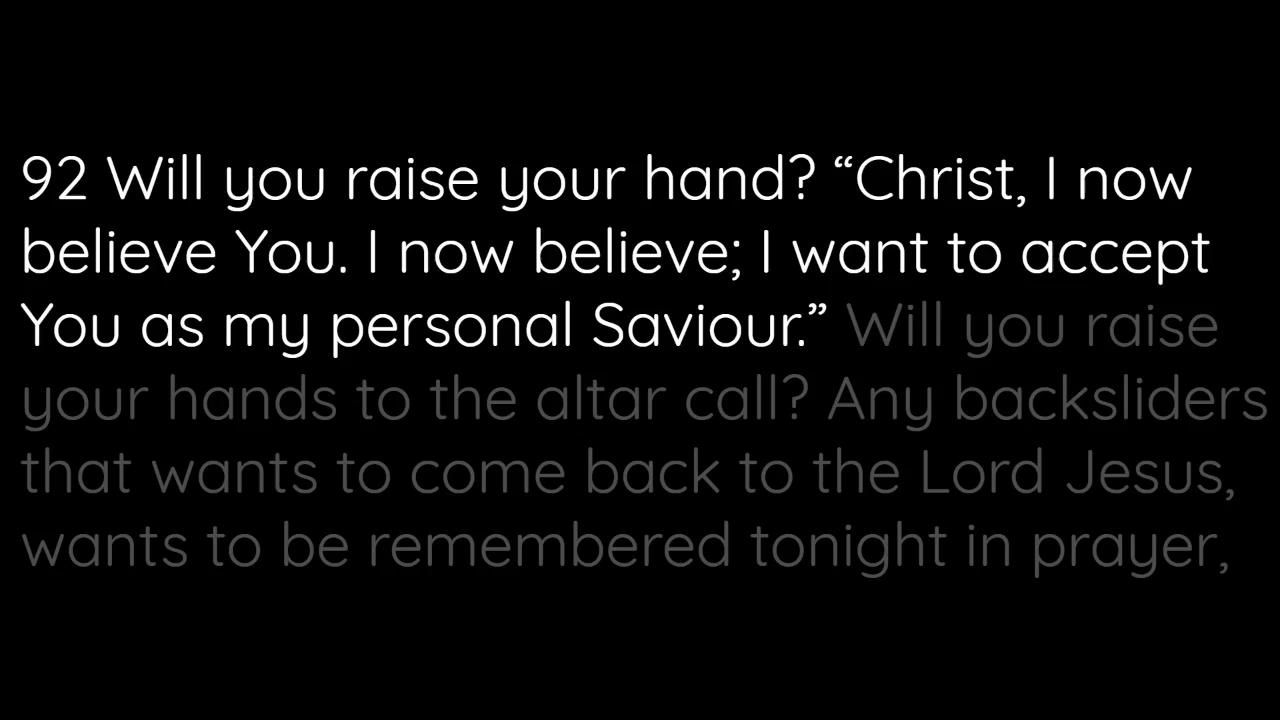 92 Will you raise your hand? “Christ, I now
believe You. I now believe; I want to accept
You as my personal Saviour.” Will you raise
your hands to the altar call? Any backsliders
that wants to come back to the Lord Jesus,
wants to be remembered tonight in prayer,